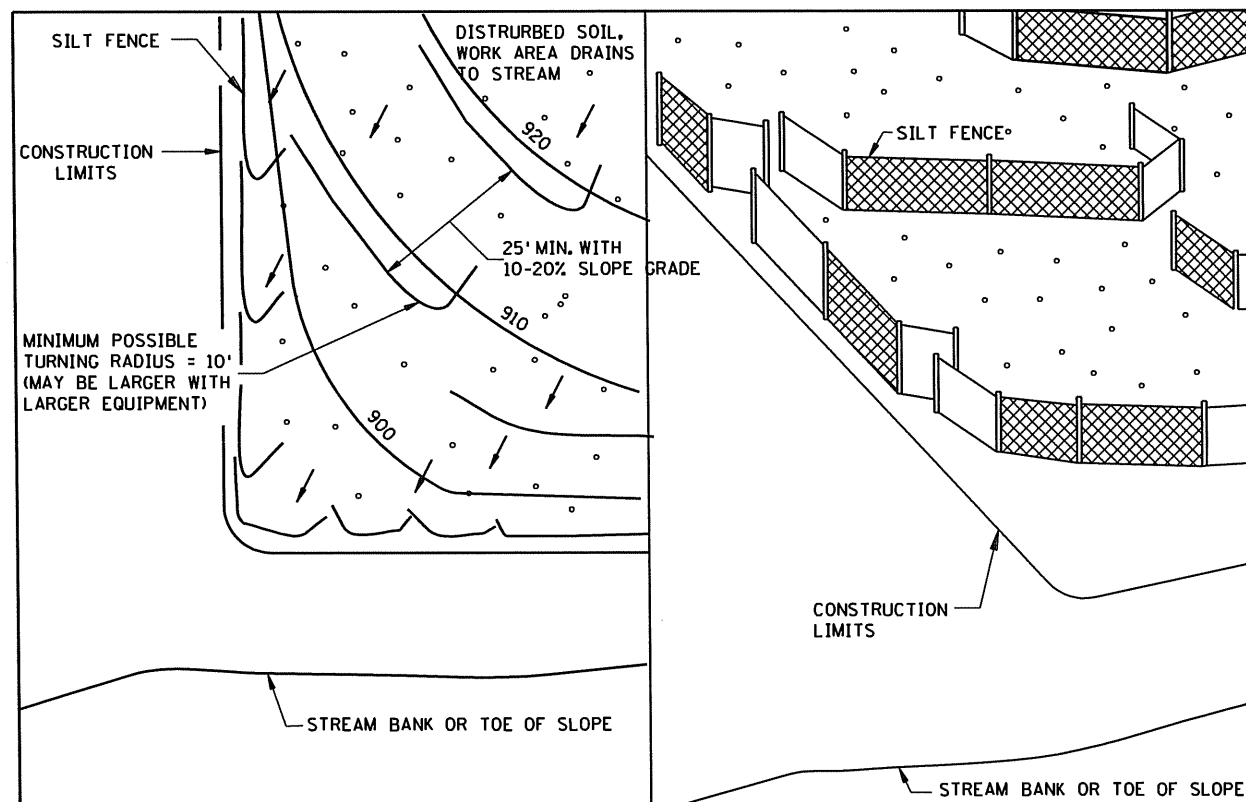 SILT FENCE
DISTRURBED SOIL,
WORK AREA DRAINS
TO STREAM
CONSTRUCTION
LIMITS
920
25' MIN. WITH
10-20% SLOPE GRADE
910
MINIMUM POSSIBLE
TURNING RADIUS = 10'
(MAY BE LARGER WITH
LARGER EQUIPMENT)
900
STREAM BANK OR TOE OF SLOPE
SILT FENCE
CONSTRUCTION
LIMITS
STREAM BANK OR TOE OF SLOPE